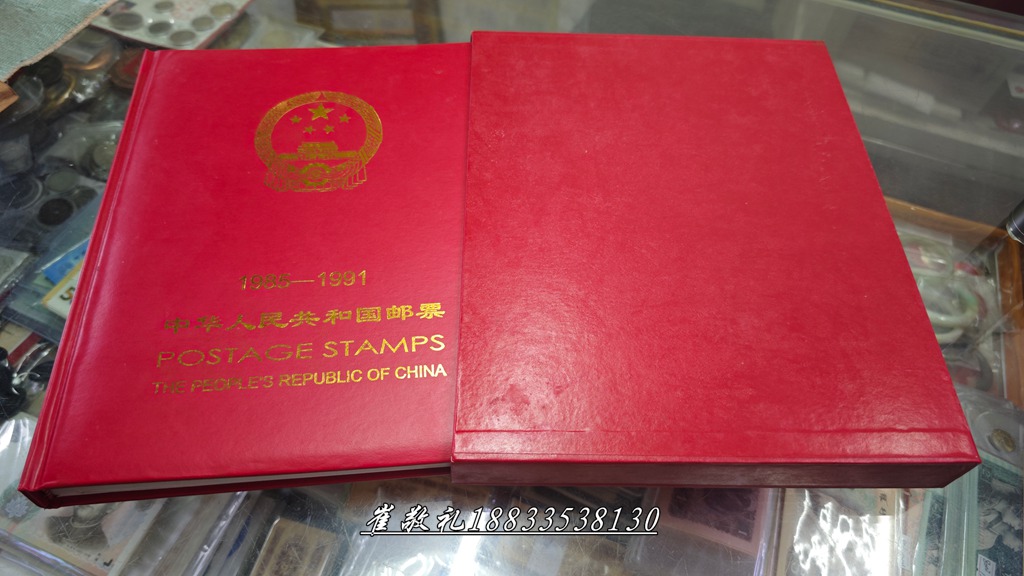 1985—1991
中华人民共和国邮票
POSTAGE STAMPS
THE PEOPLE'S REPUBLIC OF CHINA
崔敬礼18833538130